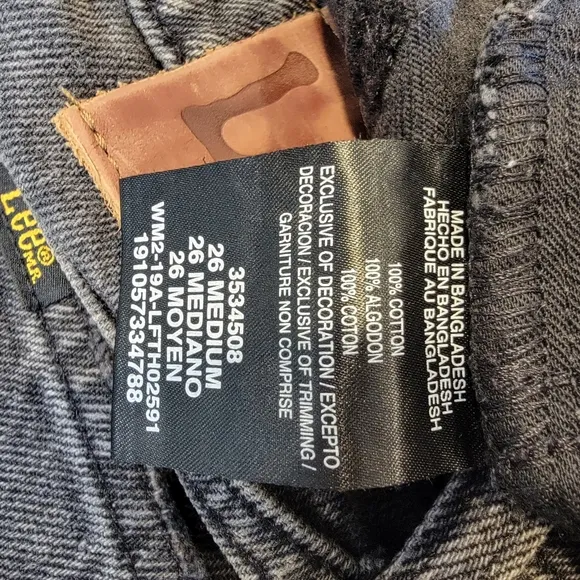 Lee®
M.R.
MADE IN BANGLADESH
HECHO EN BANGLADESH
FABRIQUE AU BANGLADESH
100% COTTON
100% ALGODON
100% COTON
EXCLUSIVE OF DECORATION / EXCEPTO
DECORACION / EXCLUSIVE OF TRIMMING /
GARNITURE NON COMPRISE
3534508
26 MEDIUM
26 MEDIANO
26 MOYEN
WM2-19A-LFTH02591
191057334788